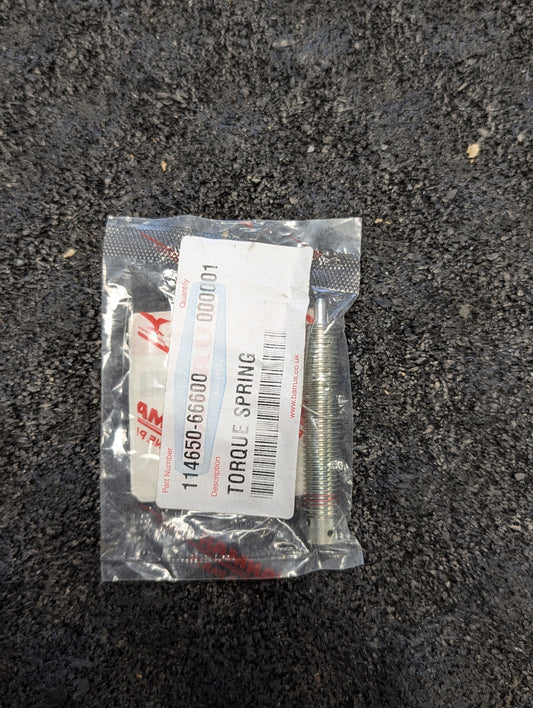 Part Number
Quantity
114650-66600
000001
Description
TORQUE SPRING
www.barrus.co.uk